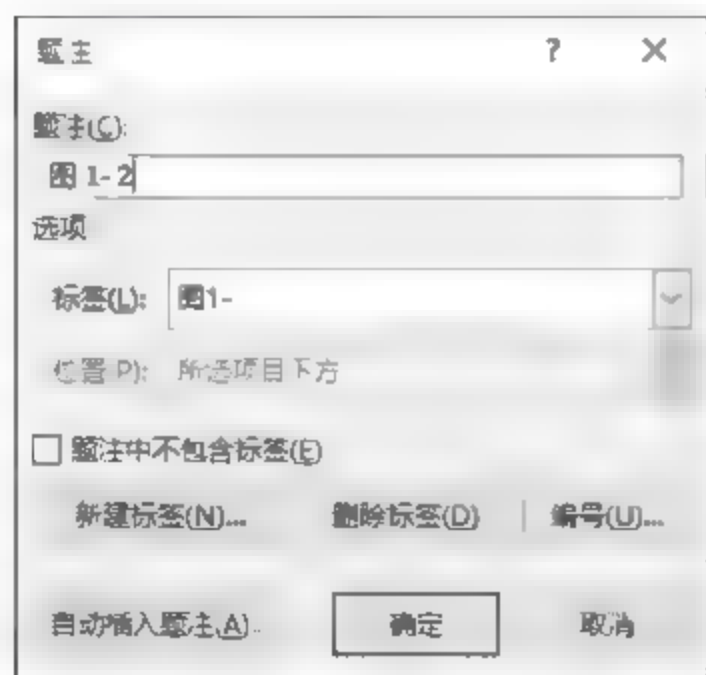 题注 ? ×
题注(C):
图 1- 2
选项
标签(L): 图1-
位置(P): 所选项目下方
题注中不包含标签(E)
新建标签(N)... 删除标签(D) 编号(U)...
自动插入题注(A)... 确定 取消